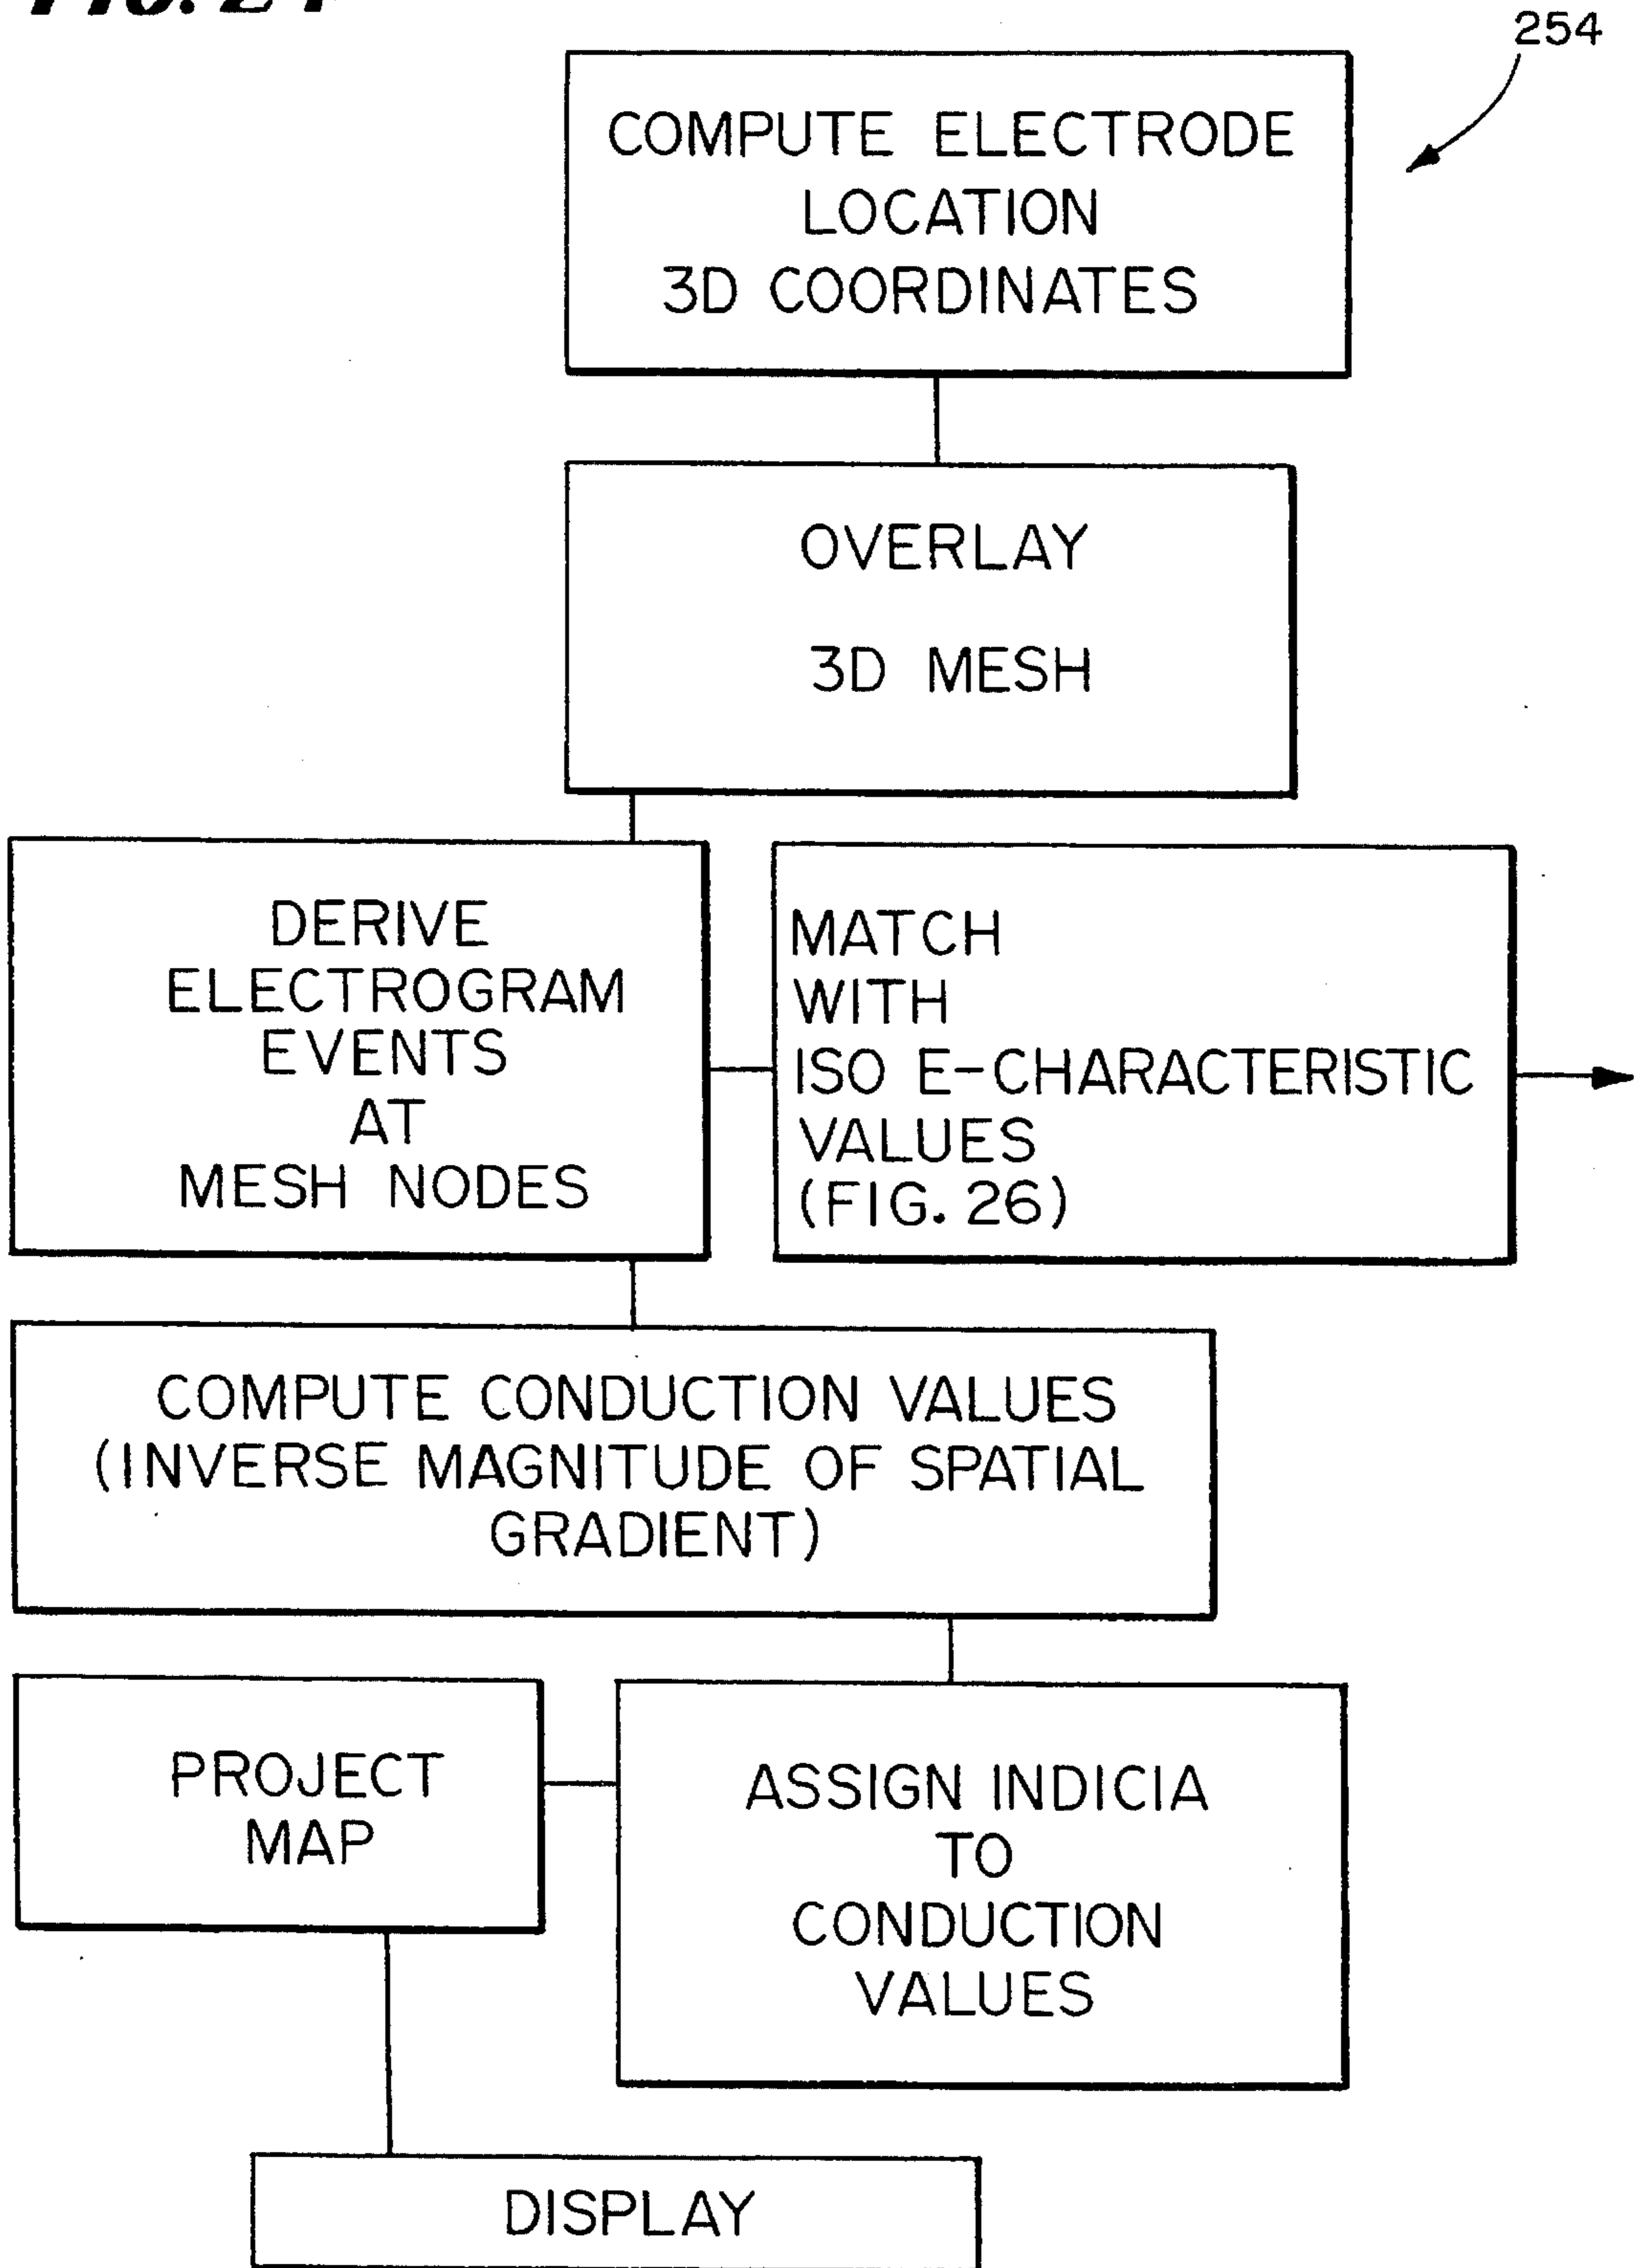 254
COMPUTE ELECTRODE
LOCATION
3D COORDINATES
OVERLAY
3D MESH
DERIVE
ELECTROGRAM
EVENTS
AT
MESH NODES
MATCH
WITH
ISO E-CHARACTERISTIC
VALUES
(FIG. 26)
COMPUTE CONDUCTION VALUES
(INVERSE MAGNITUDE OF SPATIAL
GRADIENT)
PROJECT
MAP
ASSIGN INDICIA
TO
CONDUCTION
VALUES
DISPLAY